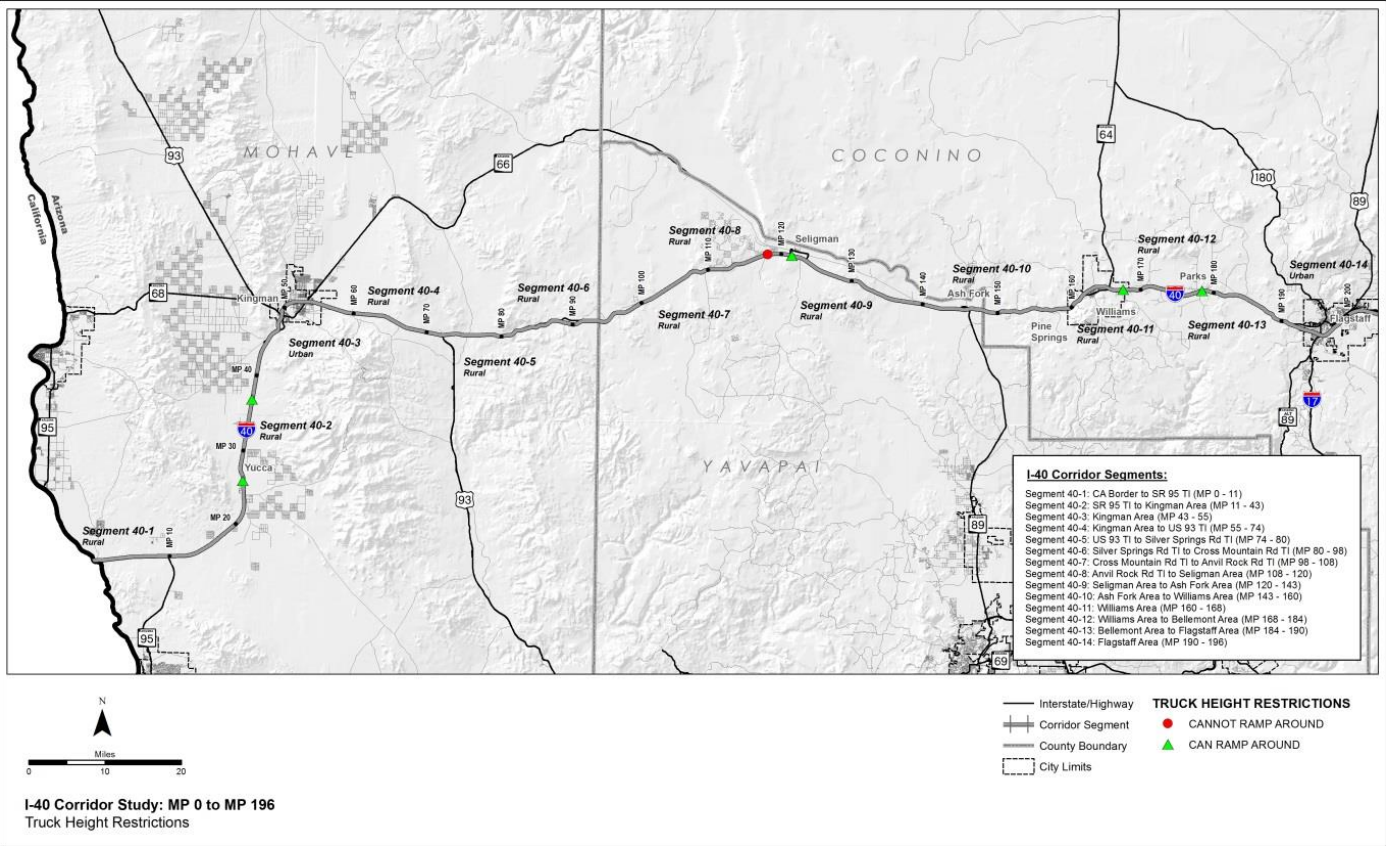 93
MOHAVE
66
COCONINO
64
180
89
Arizona
California
Segment 40-8
Rural
MP 110
MP 120
Seligman
MP 130
Segment 40-12
Rural
Parks
MP 170
MP 180
40
Segment 40-14
Urban
MP 190
MP 200
Flagstaff
68
Kingman
MP 50
MP 60
Segment 40-4
Rural
MP 70
Segment 40-6
Rural
MP 80
MP 90
MP 100
Segment 40-7
Rural
Segment 40-9
Rural
MP 140
Segment 40-10
Rural
Ash Fork
MP 150
MP 160
Williams
Pine
Springs
Segment 40-11
Rural
Segment 40-13
Rural
Segment 40-3
Urban
MP 40
Segment 40-5
Rural
95
40
Segment 40-2
Rural
MP 30
Yucca
17
89
YAVAPAI
93
MP 20
Segment 40-1
Rural
MP 10
89
95
69
I-40 Corridor Segments:
Segment 40-1: CA Border to SR 95 TI (MP 0 - 11)
Segment 40-2: SR 95 TI to Kingman Area (MP 11 - 43)
Segment 40-3: Kingman Area (MP 43 - 55)
Segment 40-4: Kingman Area to US 93 TI (MP 55 - 74)
Segment 40-5: US 93 TI to Silver Springs Rd TI (MP 74 - 80)
Segment 40-6: Silver Springs Rd TI to Cross Mountain Rd TI (MP 80 - 98)
Segment 40-7: Cross Mountain Rd TI to Anvil Rock Rd TI (MP 98 - 108)
Segment 40-8: Anvil Rock Rd TI to Seligman Area (MP 108 - 120)
Segment 40-9: Seligman Area to Ash Fork Area (MP 120 - 143)
Segment 40-10: Ash Fork Area to Williams Area (MP 143 - 160)
Segment 40-11: Williams Area (MP 160 - 168)
Segment 40-12: Williams Area to Bellemont Area (MP 168 - 184)
Segment 40-13: Bellemont Area to Flagstaff Area (MP 184 - 190)
Segment 40-14: Flagstaff Area (MP 190 - 196)
N
Miles
0 10 20
Interstate/Highway
Corridor Segment
County Boundary
City Limits
TRUCK HEIGHT RESTRICTIONS
CANNOT RAMP AROUND
CAN RAMP AROUND
I-40 Corridor Study: MP 0 to MP 196
Truck Height Restrictions